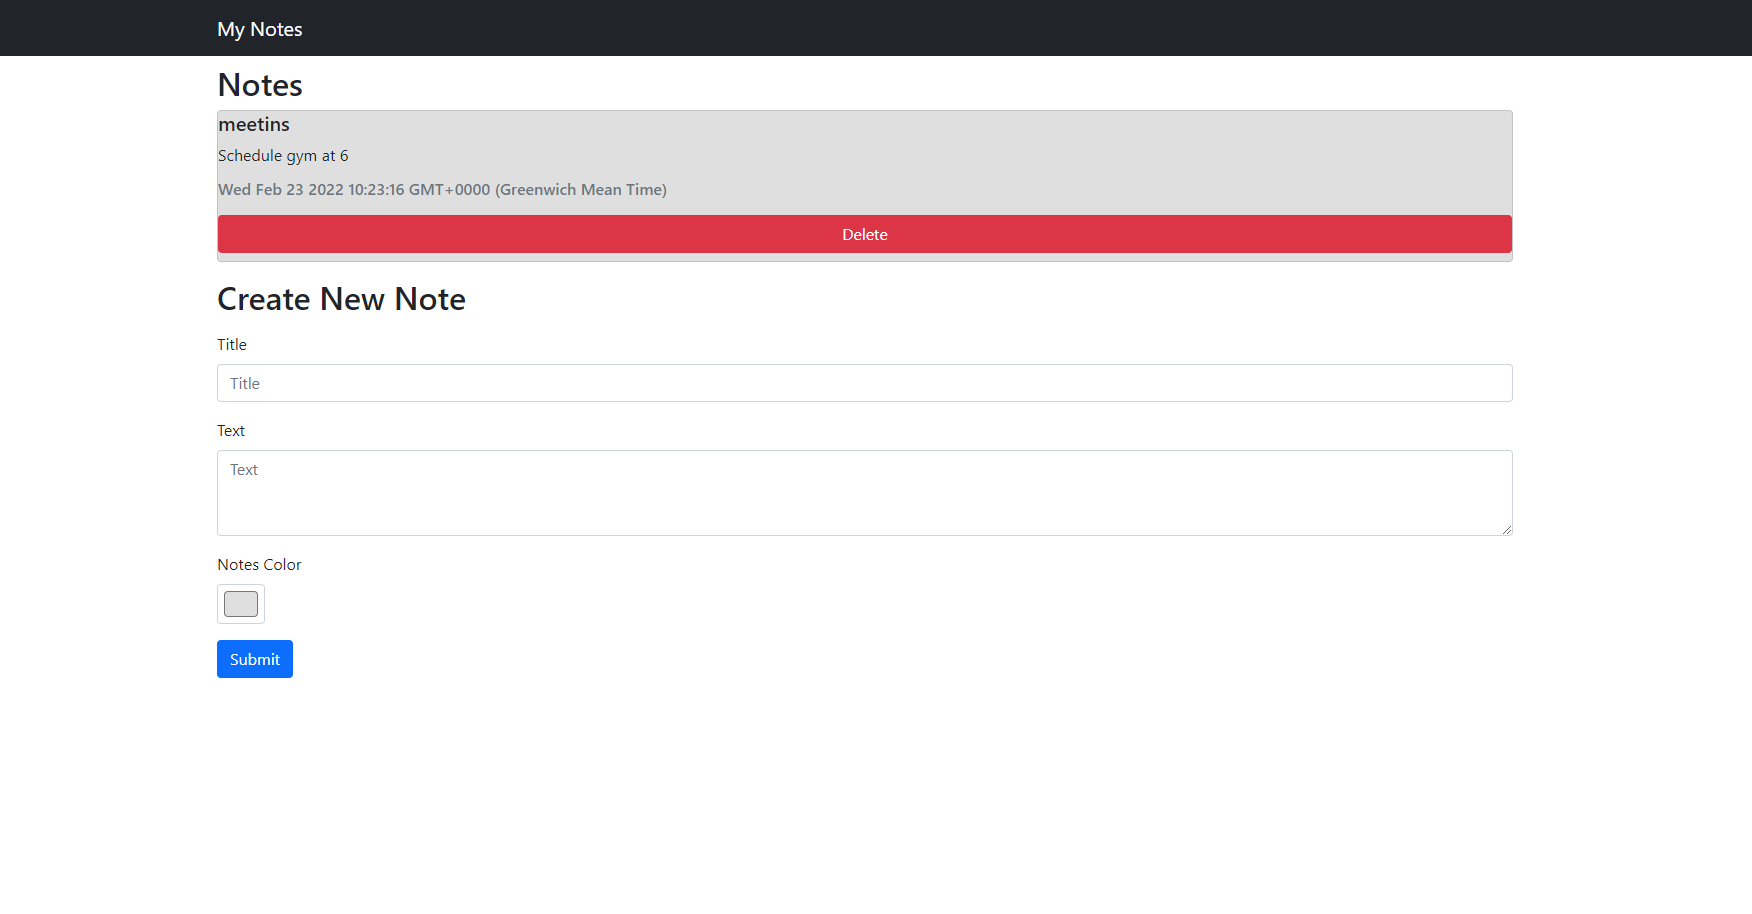 My Notes
Notes
meetins
Schedule gym at 6
Wed Feb 23 2022 10:23:16 GMT+0000 (Greenwich Mean Time)
Delete
Create New Note
Title
Title
Text
Text
Notes Color
Submit